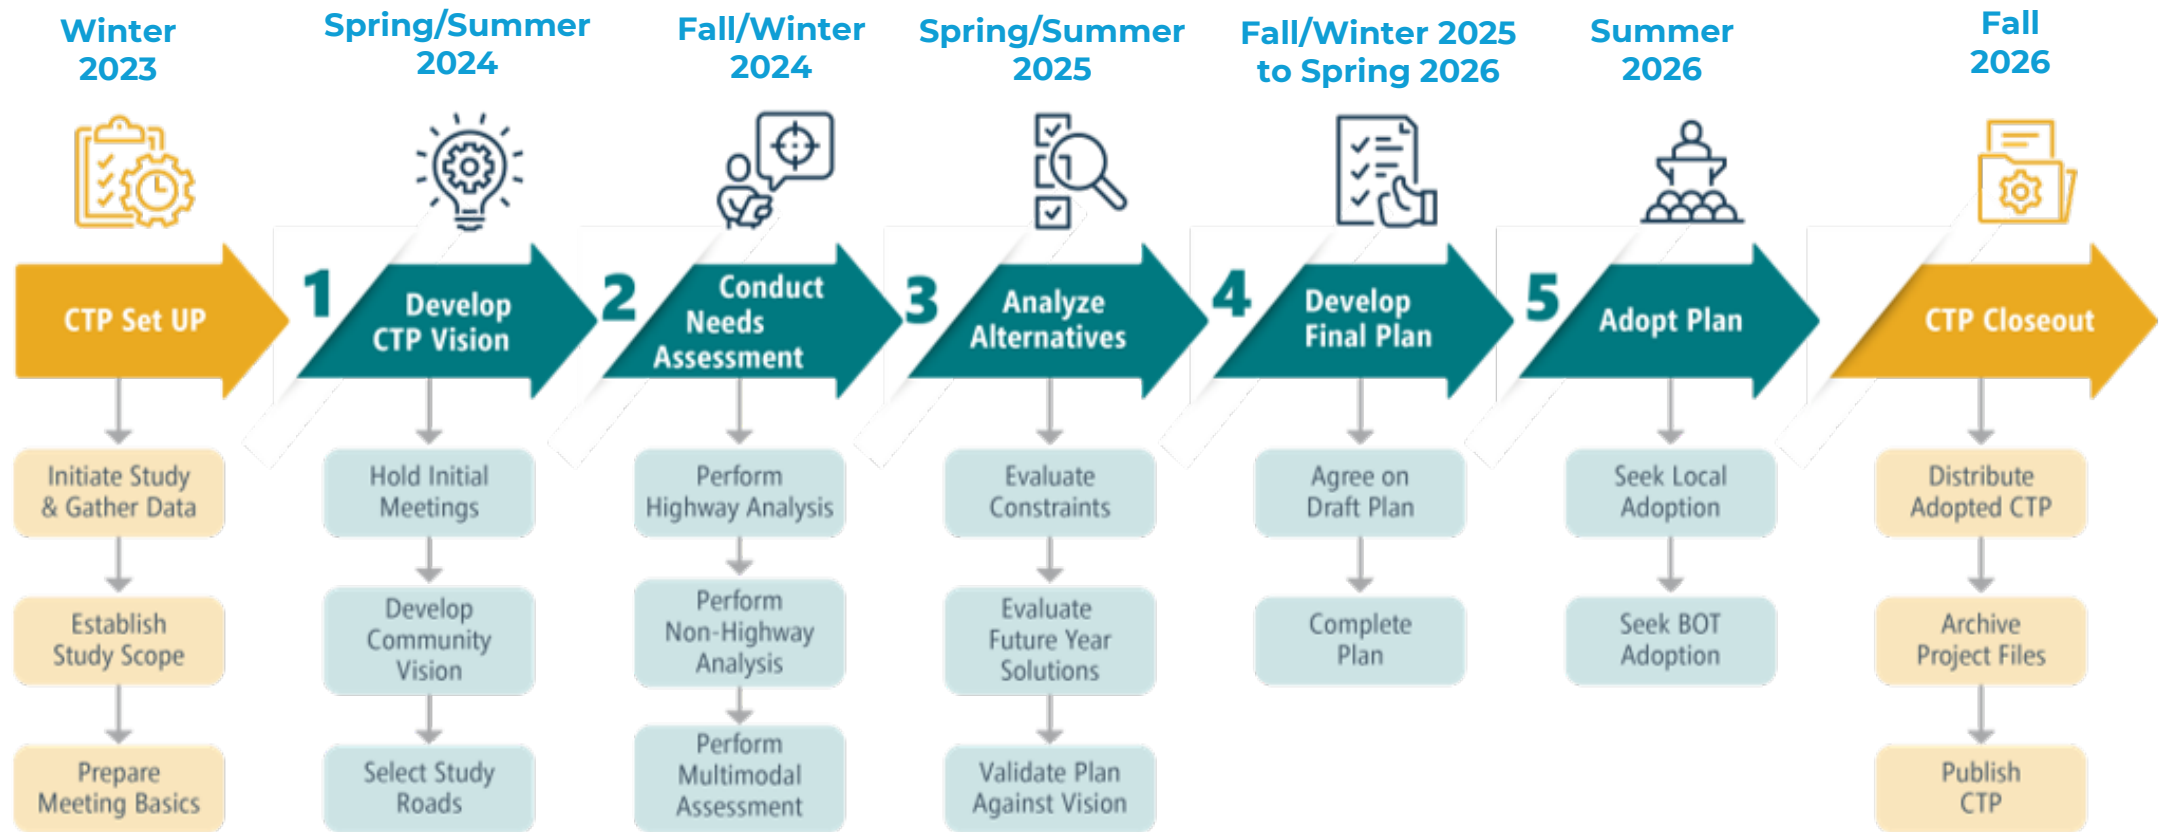 Winter
2023
Spring/Summer
2024
Fall/Winter
2024
Spring/Summer
2025
Fall/Winter 2025
to Spring 2026
Summer
2026
Fall
2026
CTP Set UP
1
Develop
CTP Vision
2
Conduct
Needs
Assessment
3
Analyze
Alternatives
4
Develop
Final Plan
5
Adopt Plan
CTP Closeout
Initiate Study
& Gather Data
Establish
Study Scope
Prepare
Meeting Basics
Hold Initial
Meetings
Develop
Community
Vision
Select Study
Roads
Perform
Highway Analysis
Perform
Non-Highway
Analysis
Perform
Multimodal
Assessment
Evaluate
Constraints
Evaluate
Future Year
Solutions
Validate Plan
Against Vision
Agree on
Draft Plan
Complete
Plan
Seek Local
Adoption
Seek BOT
Adoption
Distribute
Adopted CTP
Archive
Project Files
Publish
CTP